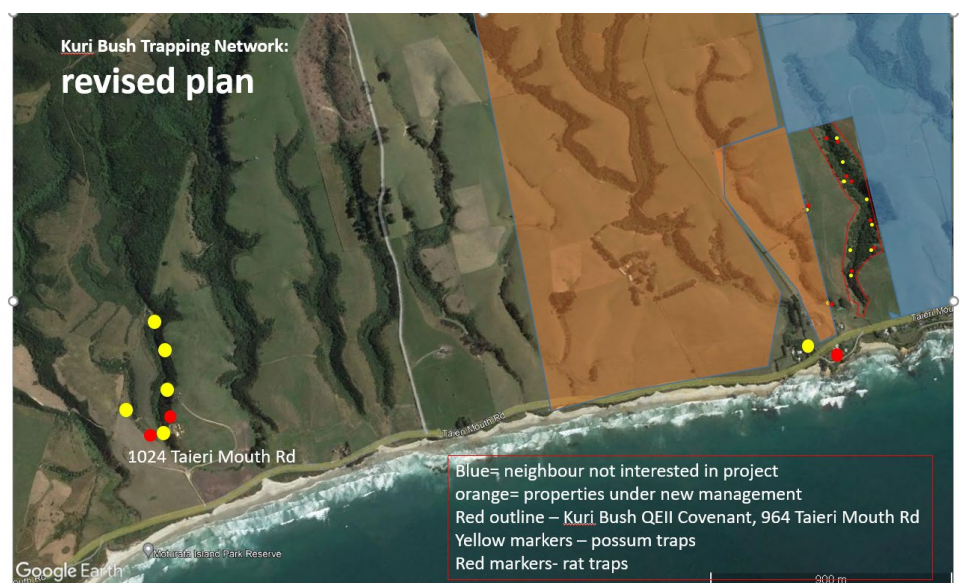 Kuri Bush Trapping Network:
revised plan
Taieri Mou
Taieri Mouth Rd
1024 Taieri Mouth Rd
Blue= neighbour not interested in project
orange= properties under new management
Red outline – Kuri Bush QEII Covenant, 964 Taieri Mouth Rd
Yellow markers – possum traps
Red markers- rat traps
Moturata Island Park Reserve
Google Earth
900 m